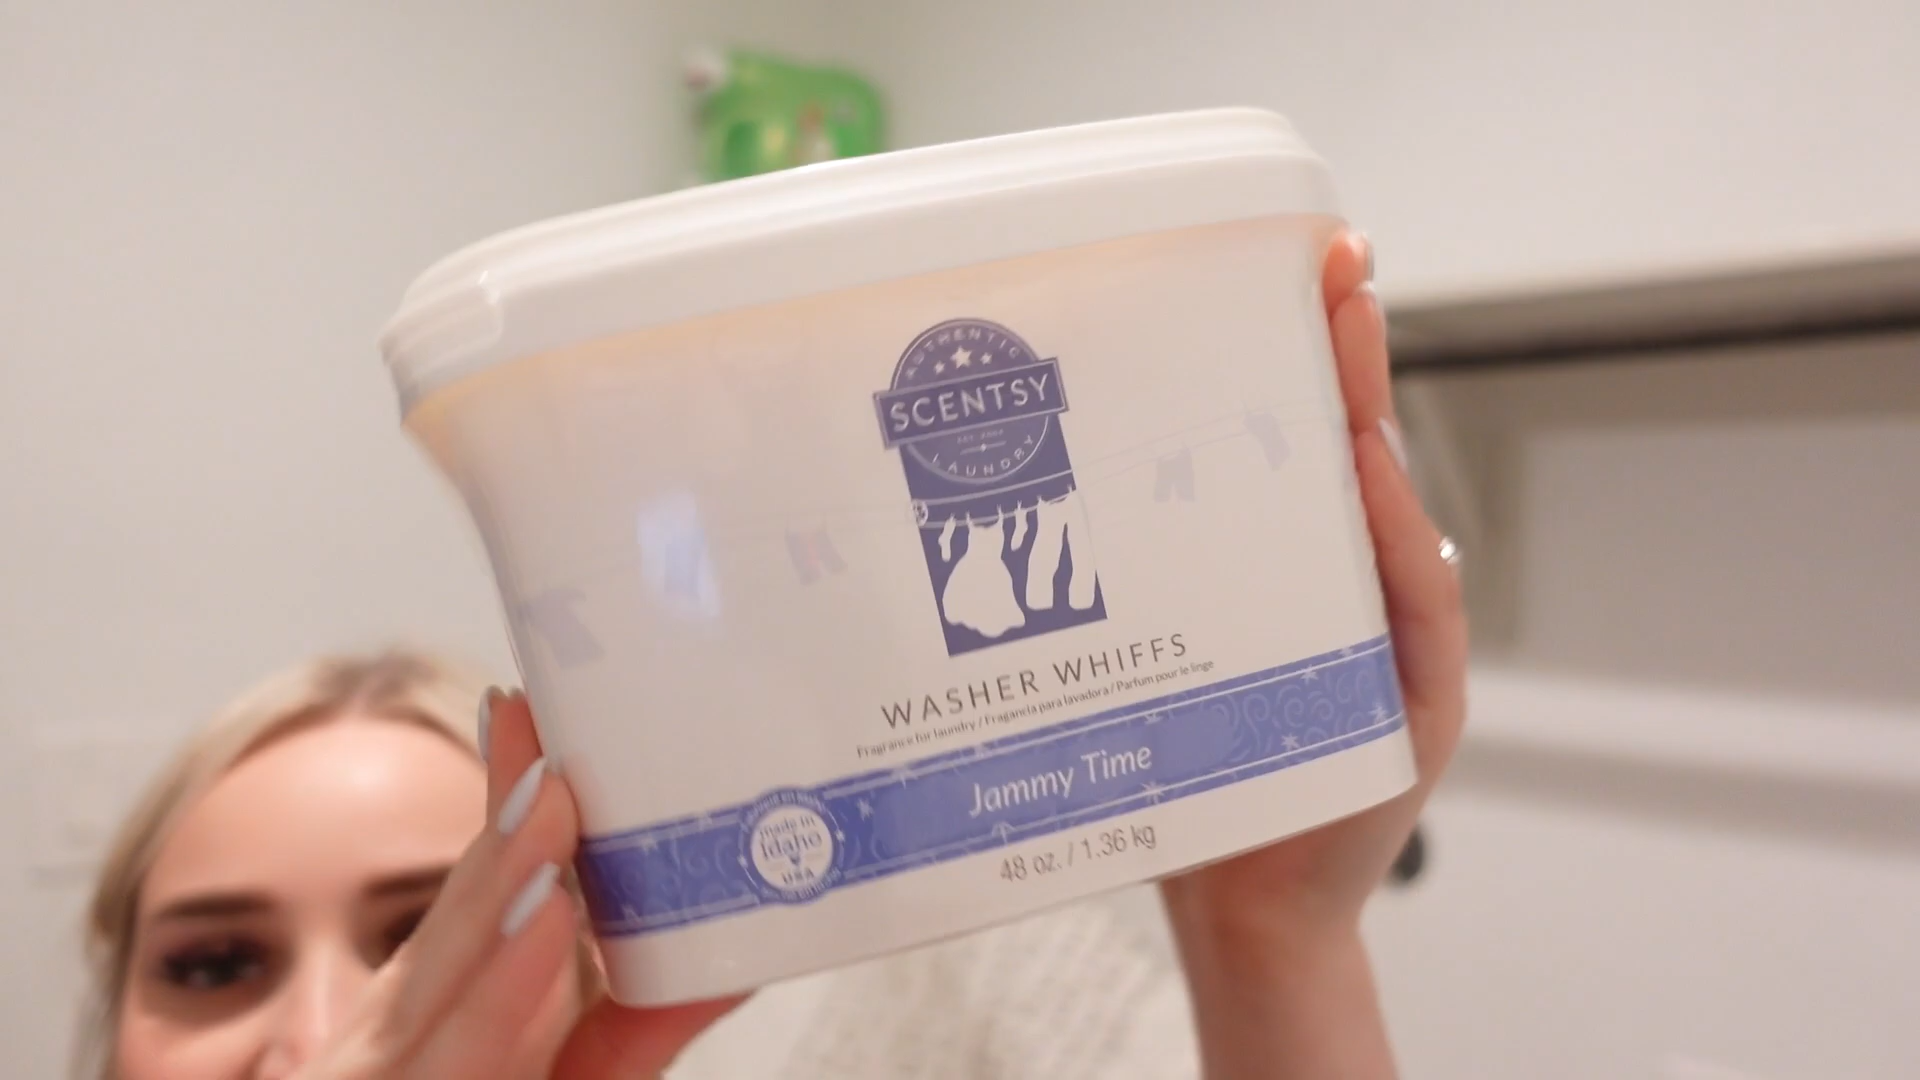 AUTHENTIC
SCENTSY
EST. 2004
LAUNDRY
WASHER WHIFFS
Fragrance for laundry / Fragancia para lavadora / Parfum pour le linge
Jammy Time
made in
idaho
USA
48 oz. / 1.36 kg